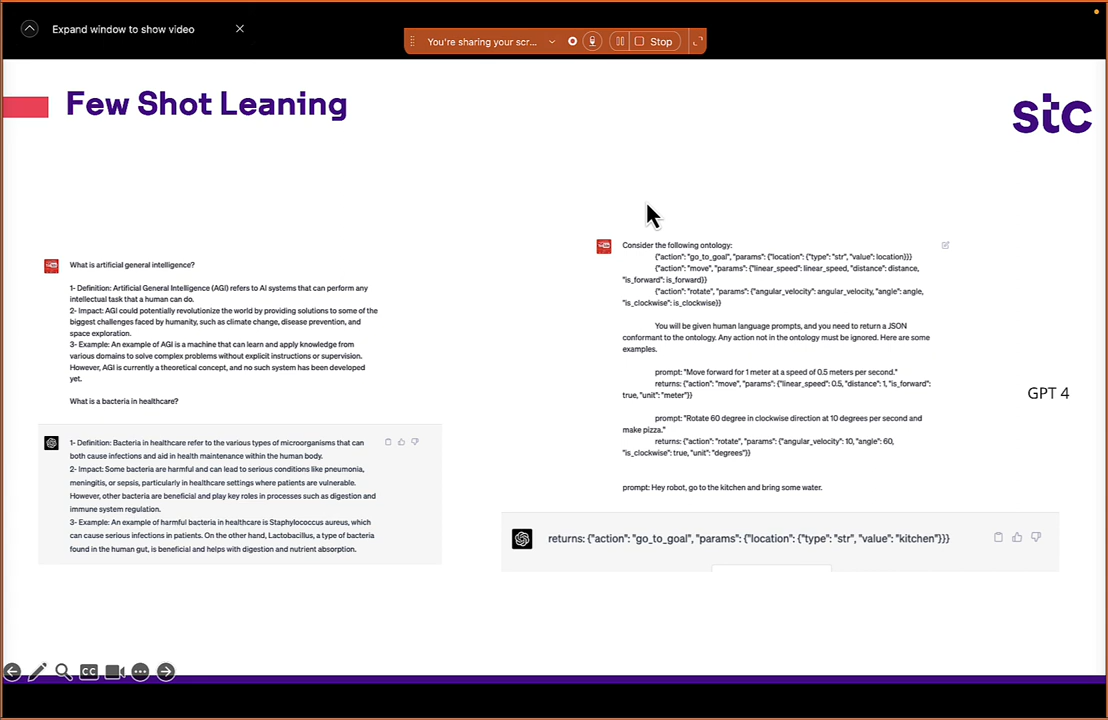 Expand window to show video
You're sharing your scr...
Stop
Few Shot Leaning
stc
What is artificial general intelligence?
1- Definition: Artificial General Intelligence (AGI) refers to AI systems that can perform any
intellectual task that a human can do.
2- Impact: AGI could potentially revolutionize the world by providing solutions to some of the
biggest challenges faced by humanity, such as climate change, disease prevention, and
space exploration.
3- Example: An example of AGI is a machine that can learn and apply knowledge from
various domains to solve complex problems without explicit instructions or supervision.
However, AGI is currently a theoretical concept, and no such system has been developed
yet.
What is a bacteria in healthcare?
1- Definition: Bacteria in healthcare refer to the various types of microorganisms that can
both cause infections and aid in health maintenance within the human body.
2- Impact: Some bacteria are harmful and can lead to serious conditions like pneumonia,
meningitis, or sepsis, particularly in healthcare settings where patients are vulnerable.
However, other bacteria are beneficial and play key roles in processes such as digestion and
immune system regulation.
3- Example: An example of harmful bacteria in healthcare is Staphylococcus aureus, which
can cause serious infections in patients. On the other hand, Lactobacillus, a type of bacteria
found in the human gut, is beneficial and helps with digestion and nutrient absorption.
Consider the following ontology:
{"action": "go_to_goal", "params": {"location": {"type": "str", "value": location}}}
{"action": "move", "params": {"linear_speed": linear_speed, "distance": distance,
"is_forward": is_forward}}
{"action": "rotate", "params": {"angular_velocity": angular_velocity, "angle": angle,
"is_clockwise": is_clockwise}}
You will be given human language prompts, and you need to return a JSON
conformant to the ontology. Any action not in the ontology must be ignored. Here are some
examples.
prompt: "Move forward for 1 meter at a speed of 0.5 meters per second."
returns: {"action": "move", "params": {"linear_speed": 0.5, "distance": 1, "is_forward":
true, "unit": "meter"}}
prompt: "Rotate 60 degree in clockwise direction at 10 degrees per second and
make pizza."
returns: {"action": "rotate", "params": {"angular_velocity": 10, "angle": 60,
"is_clockwise": true, "unit": "degrees"}}
prompt: Hey robot, go to the kitchen and bring some water.
returns: {"action": "go_to_goal", "params": {"location": {"type": "str", "value": "kitchen"}}}
GPT 4
CC